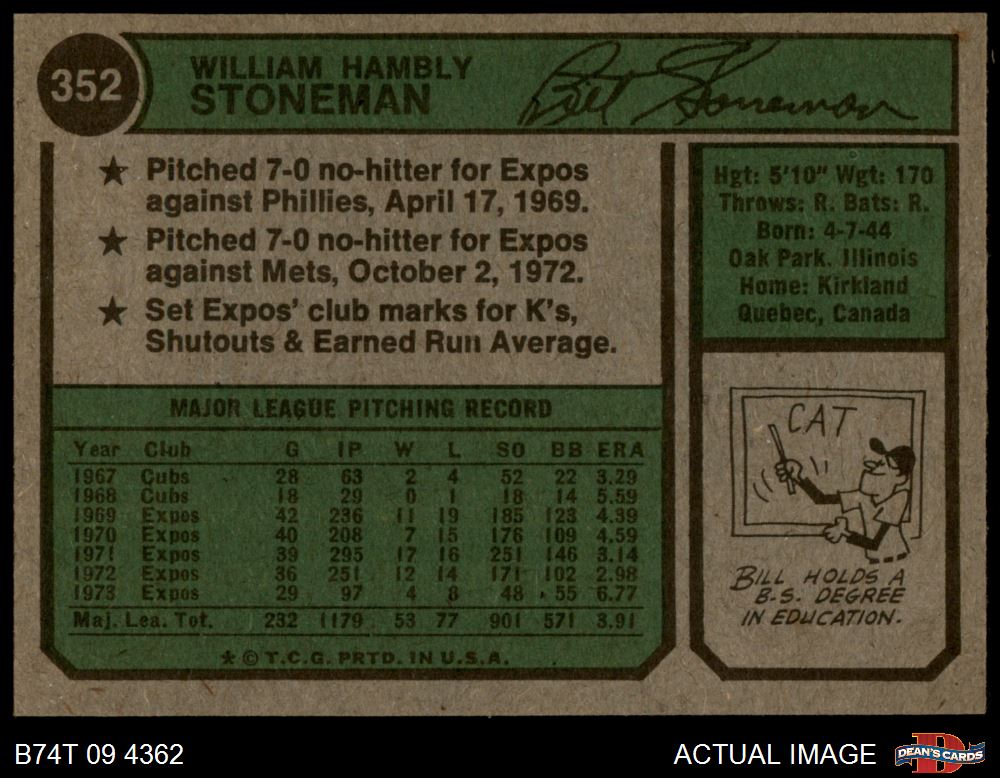 352
WILLIAM HAMBLY
STONEMAN
Bill Stoneman
★ Pitched 7-0 no-hitter for Expos
against Phillies, April 17, 1969.
★ Pitched 7-0 no-hitter for Expos
against Mets, October 2, 1972.
★ Set Expos' club marks for K's,
Shutouts & Earned Run Average.
Hgt: 5'10" Wgt: 170
Throws: R. Bats: R.
Born: 4-7-44
Oak Park, Illinois
Home: Kirkland
Quebec, Canada
MAJOR LEAGUE PITCHING RECORD
Year Club G IP W L SO BB ERA
1967 Cubs 28 63 2 4 52 22 3.29
1968 Cubs 18 29 0 1 18 14 5.59
1969 Expos 42 236 11 19 185 123 4.39
1970 Expos 40 208 7 15 176 109 4.59
1971 Expos 39 295 17 16 251 146 3.14
1972 Expos 36 251 12 14 171 102 2.98
1973 Expos 29 97 4 8 48 55 6.77
Maj. Lea. Tot. 232 1179 53 77 901 571 3.91
★ © T.C.G. PRTD. IN U.S.A.
CAT
BILL HOLDS A
B.S. DEGREE
IN EDUCATION.
B74T 09 4362
ACTUAL IMAGE
DEAN'S CARDS